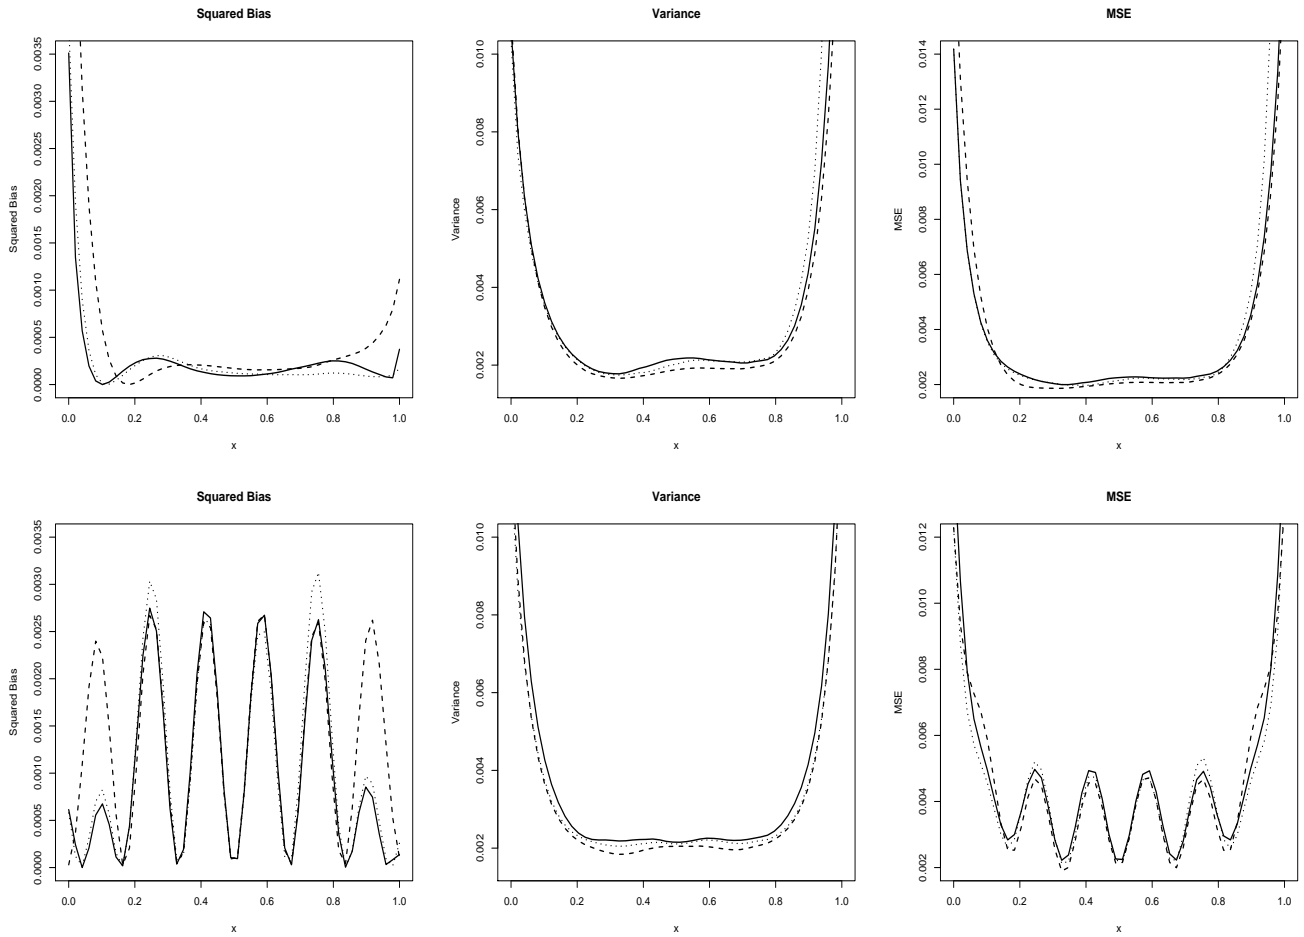 Squared Bias
Variance
MSE
Squared Bias
0.0000 0.0005 0.0010 0.0015 0.0020 0.0025 0.0030 0.0035
0.0 0.2 0.4 0.6 0.8 1.0
x
Variance
0.002 0.004 0.006 0.008 0.010
0.0 0.2 0.4 0.6 0.8 1.0
x
MSE
0.002 0.004 0.006 0.008 0.010 0.012 0.014
0.0 0.2 0.4 0.6 0.8 1.0
x
Squared Bias
Variance
MSE
Squared Bias
0.0000 0.0005 0.0010 0.0015 0.0020 0.0025 0.0030 0.0035
0.0 0.2 0.4 0.6 0.8 1.0
x
Variance
0.002 0.004 0.006 0.008 0.010
0.0 0.2 0.4 0.6 0.8 1.0
x
MSE
0.002 0.004 0.006 0.008 0.010 0.012
0.0 0.2 0.4 0.6 0.8 1.0
x